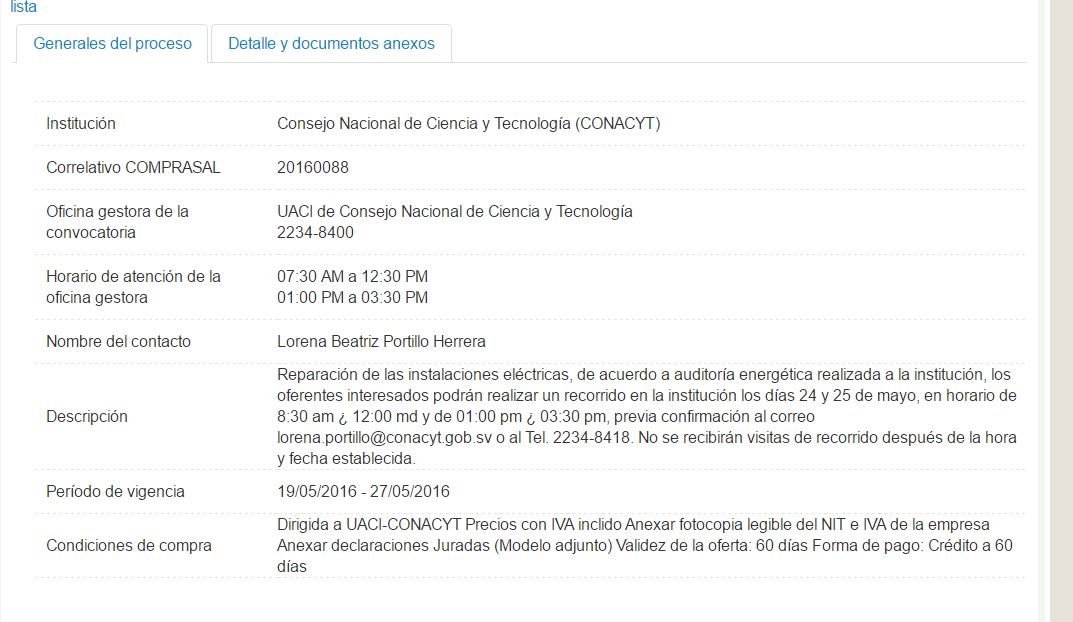 lista
Generales del proceso
Detalle y documentos anexos
Institución
Consejo Nacional de Ciencia y Tecnología (CONACYT)
Correlativo COMPRASAL
20160088
Oficina gestora de la
convocatoria
UACI de Consejo Nacional de Ciencia y Tecnología
2234-8400
Horario de atención de la
oficina gestora
07:30 AM a 12:30 PM
01:00 PM a 03:30 PM
Nombre del contacto
Lorena Beatriz Portillo Herrera
Descripción
Reparación de las instalaciones eléctricas, de acuerdo a auditoría energética realizada a la institución, los
oferentes interesados podrán realizar un recorrido en la institución los días 24 y 25 de mayo, en horario de
8:30 am ¿ 12:00 md y de 01:00 pm ¿ 03:30 pm, previa confirmación al correo
lorena.portillo@conacyt.gob.sv o al Tel. 2234-8418. No se recibirán visitas de recorrido después de la hora
y fecha establecida.
Período de vigencia
19/05/2016 - 27/05/2016
Condiciones de compra
Dirigida a UACI-CONACYT Precios con IVA inclido Anexar fotocopia legible del NIT e IVA de la empresa
Anexar declaraciones Juradas (Modelo adjunto) Validez de la oferta: 60 días Forma de pago: Crédito a 60
días